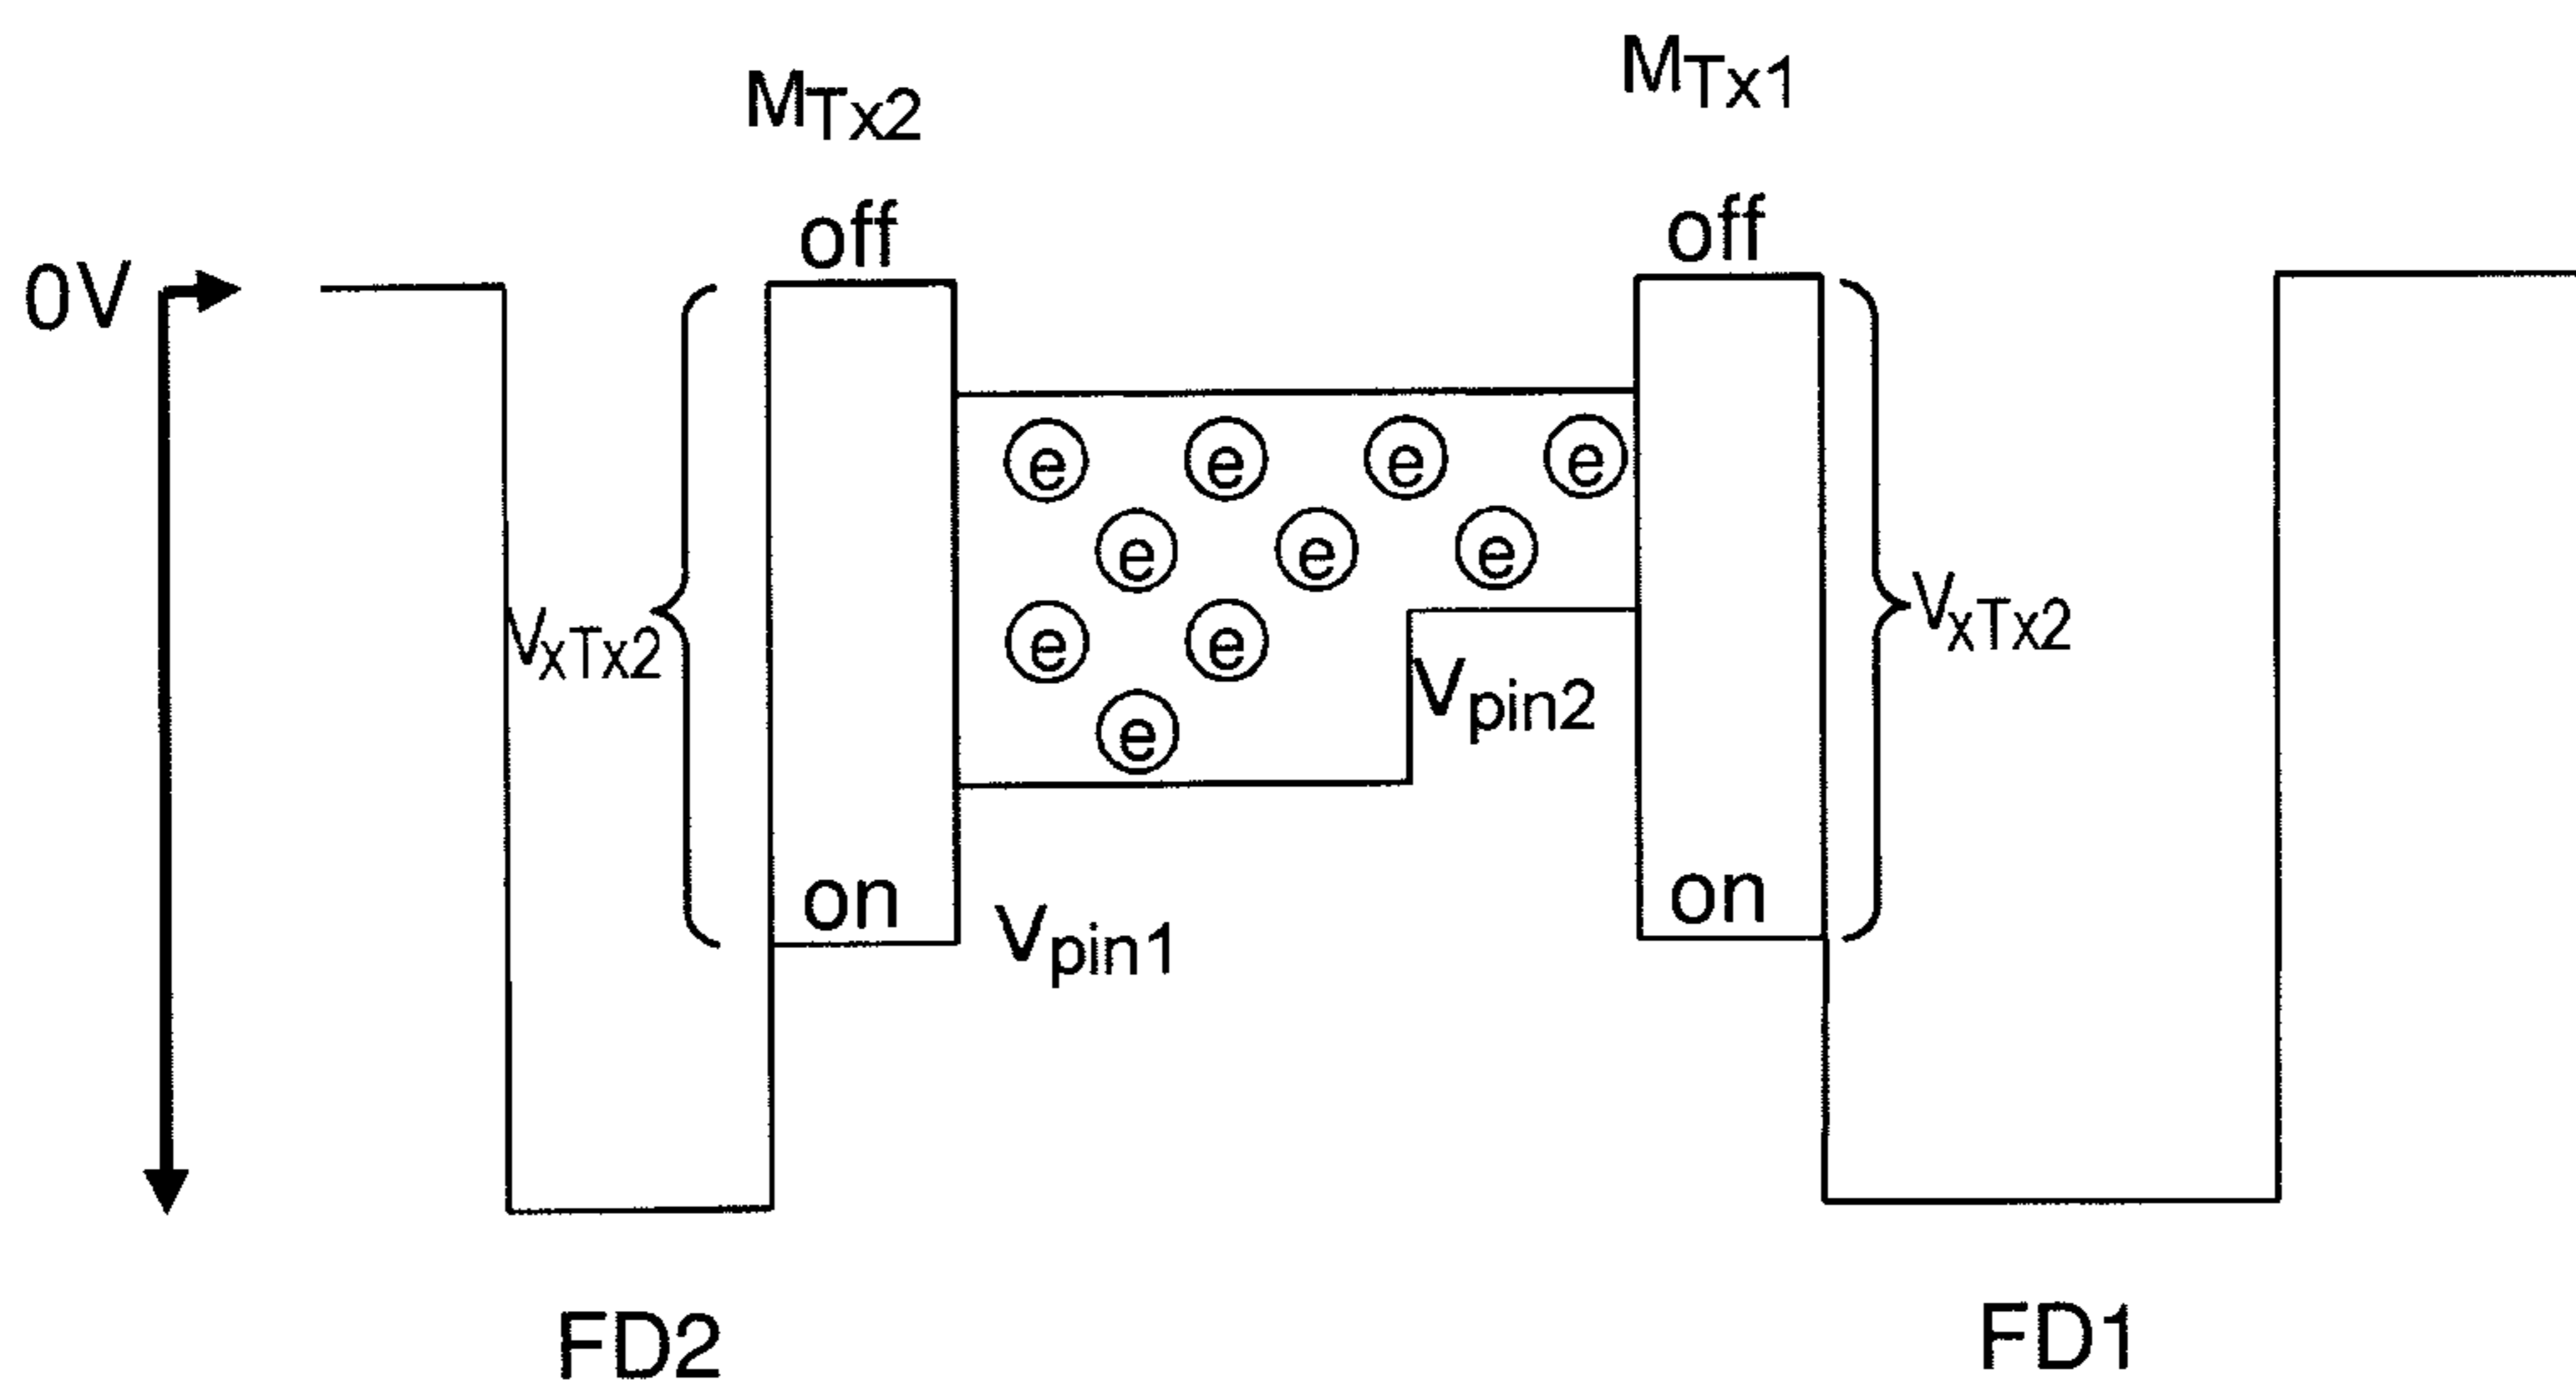 MTx2
MTx1
off
off
0V
e e e e
e e e
VxTx2
VxTx2
e e
Vpin2
e
on
on
Vpin1
FD2
FD1